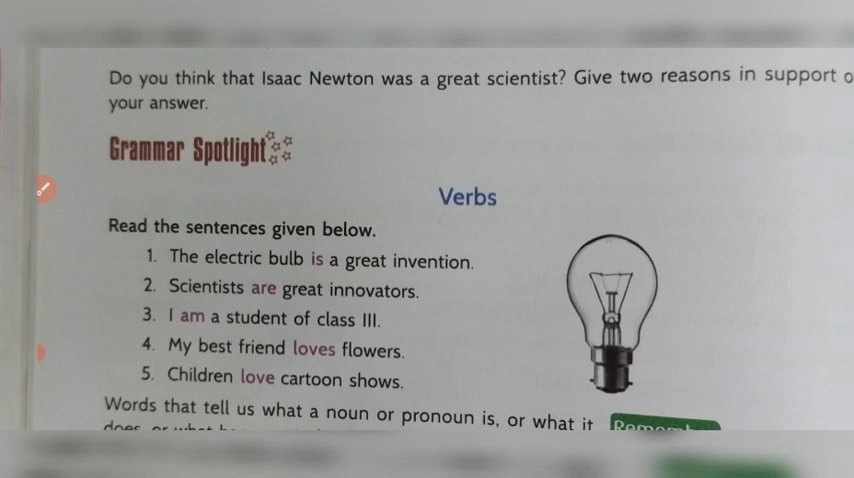 Do you think that Isaac Newton was a great scientist? Give two reasons in support o
your answer.
Grammar Spotlight
Verbs
Read the sentences given below.
1. The electric bulb is a great invention.
2. Scientists are great innovators.
3. I am a student of class III.
4. My best friend loves flowers.
5. Children love cartoon shows.
Words that tell us what a noun or pronoun is, or what it